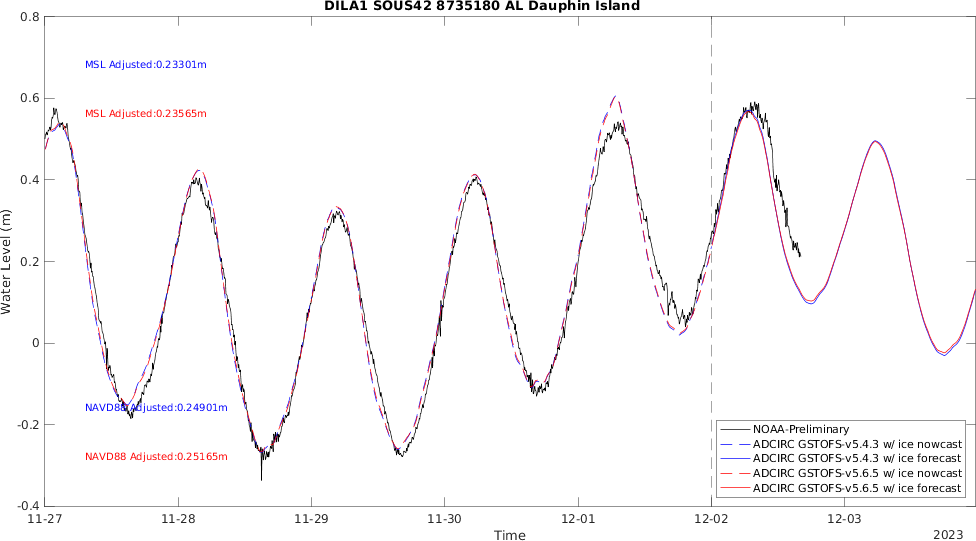 DILA1 SOUS42 8735180 AL Dauphin Island
0.8
0.6
0.4
0.2
0
-0.2
-0.4
Water Level (m)
MSL Adjusted:0.23301m
MSL Adjusted:0.23565m
NAVD88 Adjusted:0.24901m
NAVD88 Adjusted:0.25165m
NOAA-Preliminary
ADCIRC GSTOFS-v5.4.3 w/ ice nowcast
ADCIRC GSTOFS-v5.4.3 w/ ice forecast
ADCIRC GSTOFS-v5.6.5 w/ ice nowcast
ADCIRC GSTOFS-v5.6.5 w/ ice forecast
11-27 11-28 11-29 11-30 12-01 12-02 12-03
Time
2023